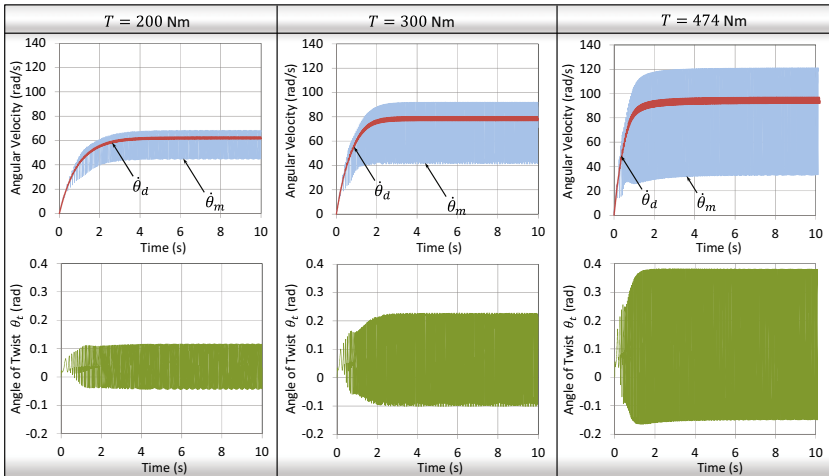 T = 200 Nm
T = 300 Nm
T = 474 Nm
Angular Velocity (rad/s)
140
120
100
80
60
40
20
0
0 2 4 6 8 10
Time (s)
θ̇d
θ̇m
Angular Velocity (rad/s)
140
120
100
80
60
40
20
0
0 2 4 6 8 10
Time (s)
θ̇d
θ̇m
Angular Velocity (rad/s)
140
120
100
80
60
40
20
0
0 2 4 6 8 10
Time (s)
θ̇d
θ̇m
Angle of Twist θt (rad)
0.4
0.3
0.2
0.1
0
-0.1
-0.2
0 2 4 6 8 10
Time (s)
Angle of Twist θt (rad)
0.4
0.3
0.2
0.1
0
-0.1
-0.2
0 2 4 6 8 10
Time (s)
Angle of Twist θt (rad)
0.4
0.3
0.2
0.1
0
-0.1
-0.2
0 2 4 6 8 10
Time (s)